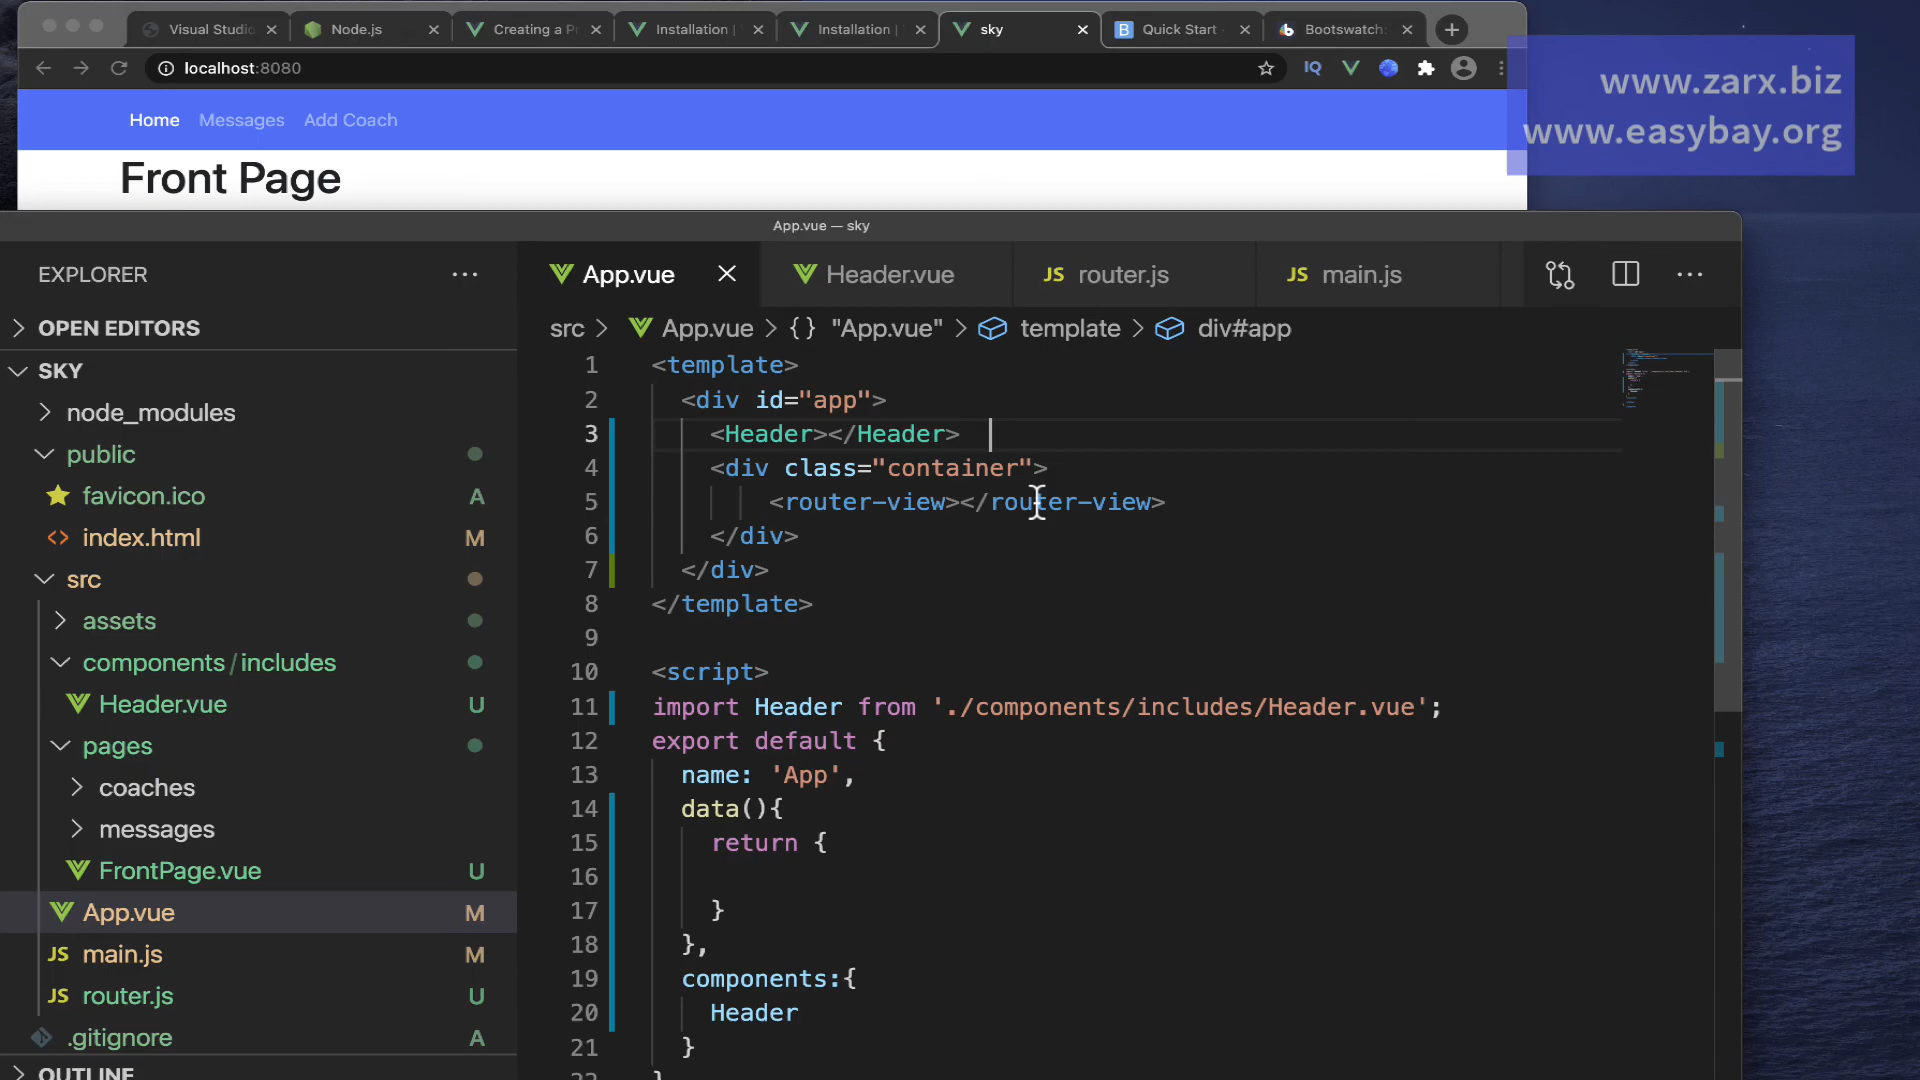 Visual Studio
Node.js
Creating a P
Installation |
Installation |
sky
Quick Start
Bootswatch:
localhost:8080
IQ
www.zarx.biz
www.easybay.org
Home Messages Add Coach
Front Page
App.vue — sky
EXPLORER
OPEN EDITORS
SKY
node_modules
public
favicon.ico A
index.html M
src
assets
components/includes
Header.vue U
pages
coaches
messages
FrontPage.vue U
App.vue M
JS main.js M
JS router.js U
.gitignore A
OUTLINE
App.vue
Header.vue
JS router.js
JS main.js
src > App.vue > {} "App.vue" > template > div#app
1 <template>
2 <div id="app">
3 <Header></Header>
4 <div class="container">
5 <router-view></router-view>
6 </div>
7 </div>
8 </template>
9
10 <script>
11 import Header from './components/includes/Header.vue';
12 export default {
13 name: 'App',
14 data(){
15 return {
16
17 }
18 },
19 components:{
20 Header
21 }